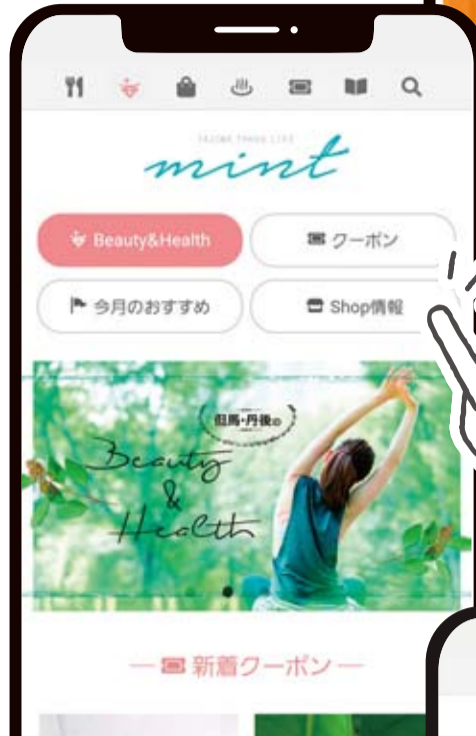 TAJIMA TANGO LIFE
mint
Beauty&Health
クーポン
今月のおすすめ
Shop情報
但馬・丹後の
Beauty
&
Health
新着クーポン